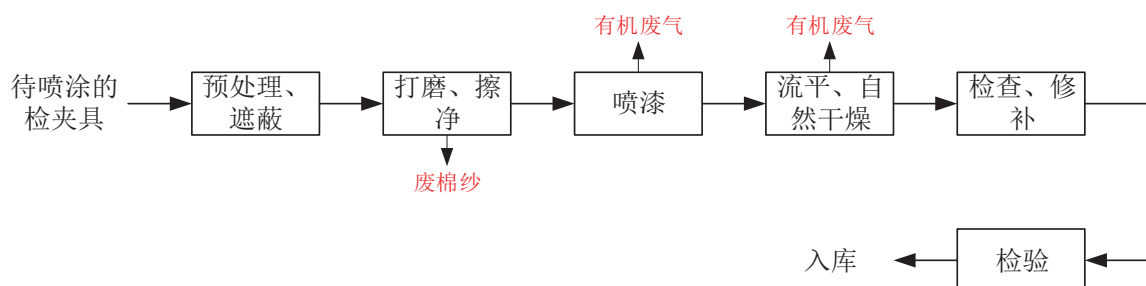 有机废气
有机废气
待喷涂的
检夹具
预处理、
遮蔽
打磨、擦
净
喷漆
流平、自
然干燥
检查、修
补
废棉纱
入库
检验